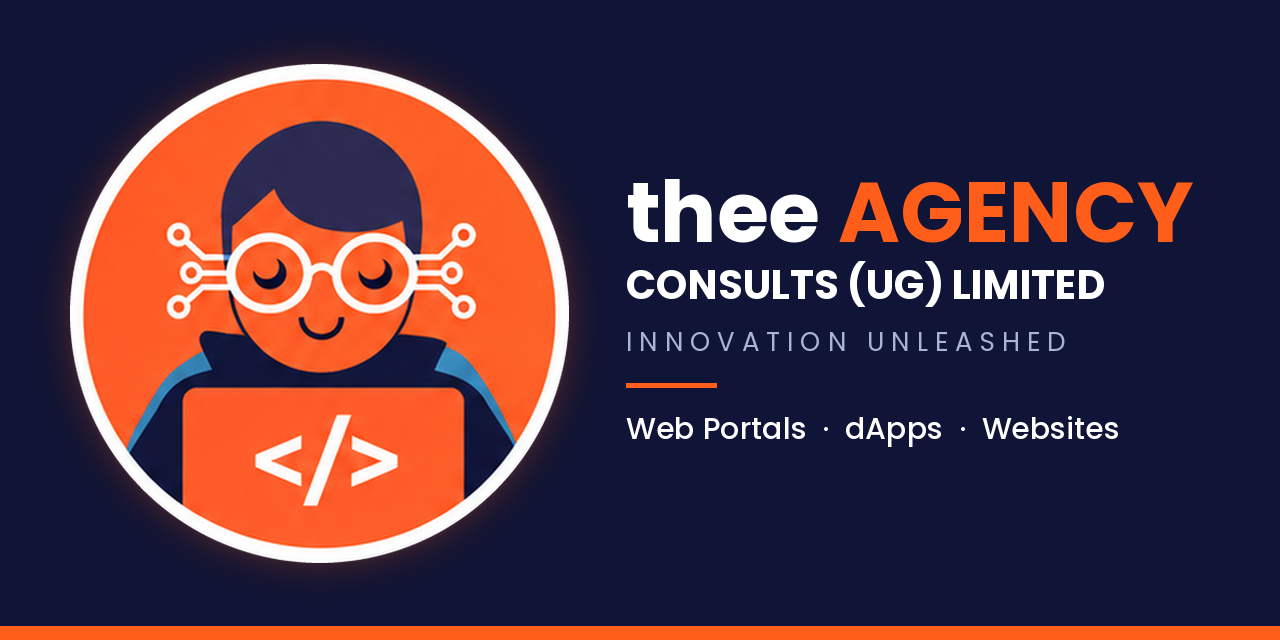 thee AGENCY
CONSULTS (UG) LIMITED
INNOVATION UNLEASHED
Web Portals · dApps · Websites
</>